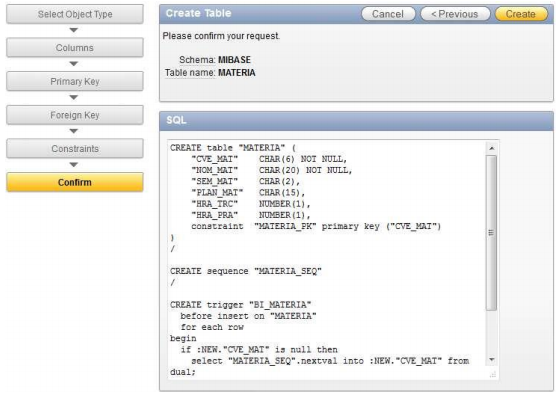 Select Object Type
Columns
Primary Key
Foreign Key
Constraints
Confirm
Create Table
Cancel
< Previous
Create
Please confirm your request.
Schema: MIBASE
Table name: MATERIA
SQL
CREATE table "MATERIA" (
    "CVE_MAT"    CHAR(6) NOT NULL,
    "NOM_MAT"    CHAR(20) NOT NULL,
    "SEM_MAT"    CHAR(2),
    "PLAN_MAT"   CHAR(15),
    "HRA_TRC"    NUMBER(1),
    "HRA_PRA"    NUMBER(1),
    constraint  "MATERIA_PK" primary key ("CVE_MAT")
)
/
CREATE sequence "MATERIA_SEQ"
/
CREATE trigger "BI_MATERIA"
  before insert on "MATERIA"
  for each row
begin
  if :NEW."CVE_MAT" is null then
    select "MATERIA_SEQ".nextval into :NEW."CVE_MAT" from
dual;